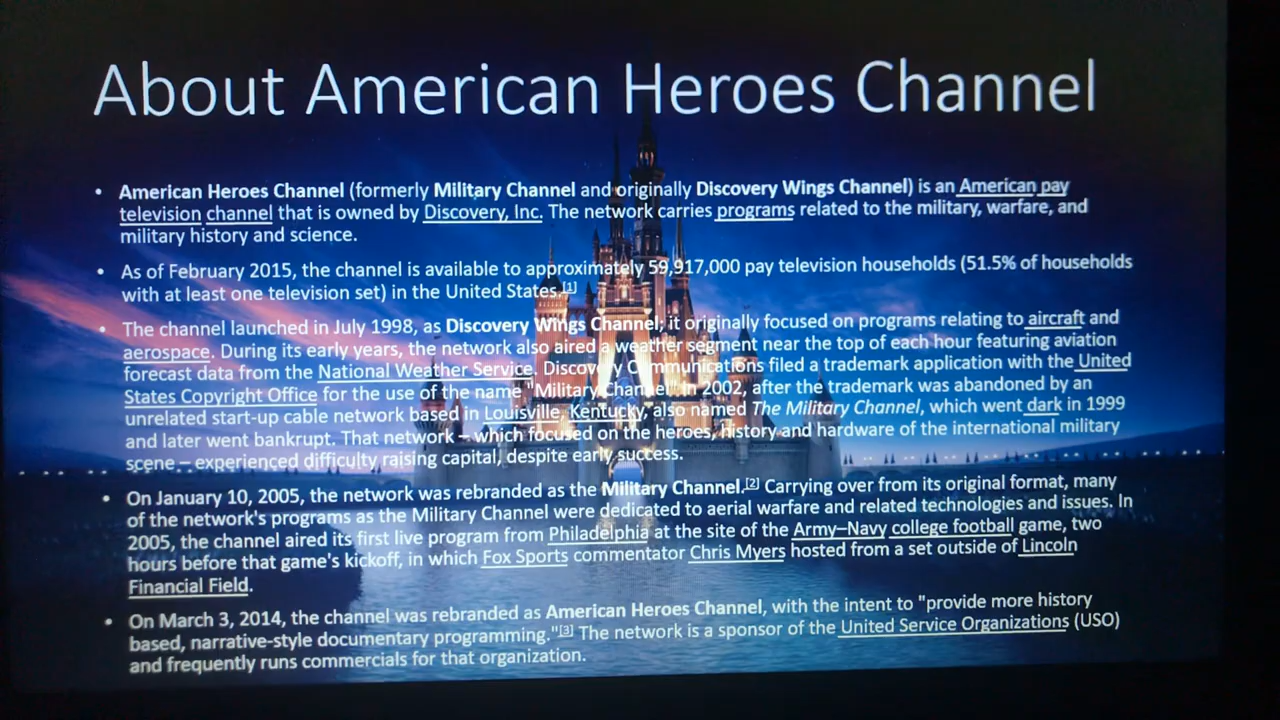 About American Heroes Channel
• American Heroes Channel (formerly Military Channel and originally Discovery Wings Channel) is an American pay
television channel that is owned by Discovery, Inc. The network carries programs related to the military, warfare, and
military history and science.
• As of February 2015, the channel is available to approximately 59,917,000 pay television households (51.5% of households
with at least one television set) in the United States.[1]
• The channel launched in July 1998, as Discovery Wings Channel; it originally focused on programs relating to aircraft and
aerospace. During its early years, the network also aired a weather segment near the top of each hour featuring aviation
forecast data from the National Weather Service. Discovery Communications filed a trademark application with the United
States Copyright Office for the use of the name "Military Channel" in 2002, after the trademark was abandoned by an
unrelated start-up cable network based in Louisville, Kentucky, also named The Military Channel, which went dark in 1999
and later went bankrupt. That network – which focused on the heroes, history and hardware of the international military
scene – experienced difficulty raising capital, despite early success.
• On January 10, 2005, the network was rebranded as the Military Channel.[2] Carrying over from its original format, many
of the network's programs as the Military Channel were dedicated to aerial warfare and related technologies and issues. In
2005, the channel aired its first live program from Philadelphia at the site of the Army–Navy college football game, two
hours before that game's kickoff, in which Fox Sports commentator Chris Myers hosted from a set outside of Lincoln
Financial Field.
• On March 3, 2014, the channel was rebranded as American Heroes Channel, with the intent to "provide more history
based, narrative-style documentary programming."[3] The network is a sponsor of the United Service Organizations (USO)
and frequently runs commercials for that organization.